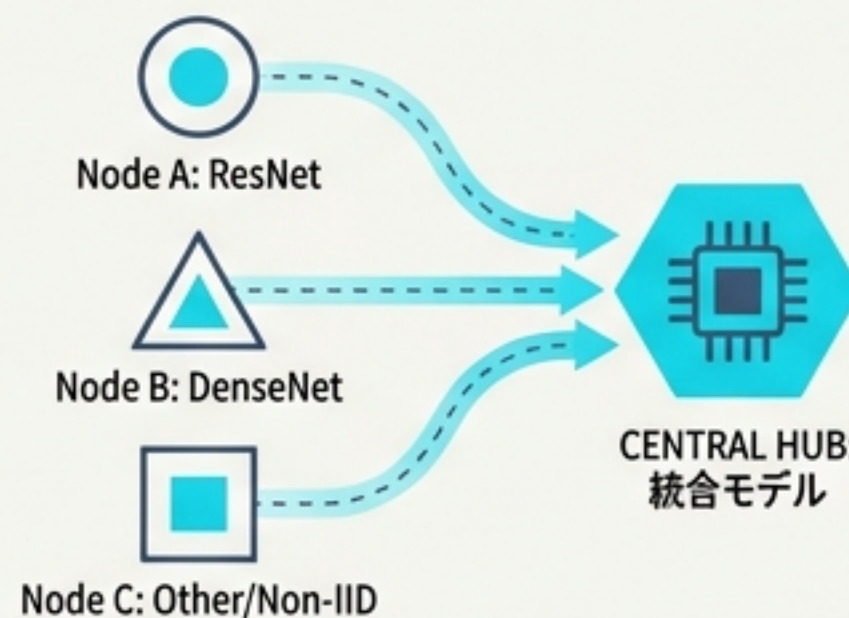 Node A: ResNet
Node B: DenseNet
Node C: Other/Non-IID
CENTRAL HUB
統合モデル